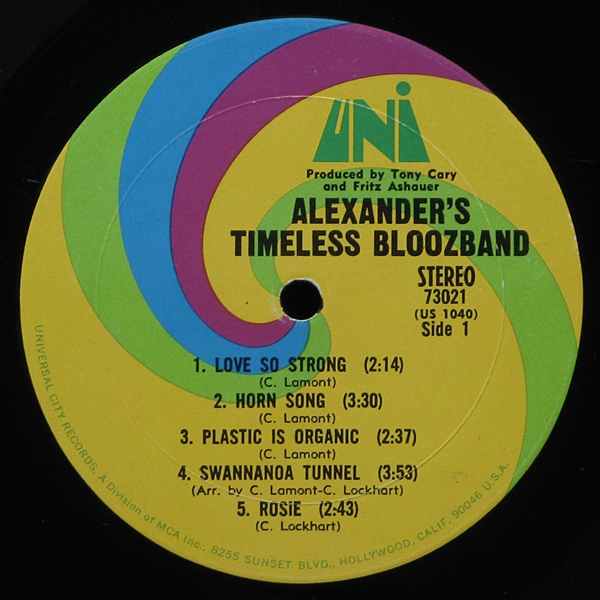 UNI
Produced by Tony Cary
and Fritz Ashauer
ALEXANDER'S
TIMELESS BLOOZBAND
STEREO
73021
(US 1040)
Side 1
1. LOVE SO STRONG (2:14)
(C. Lamont)
2. HORN SONG (3:30)
(C. Lamont)
3. PLASTIC IS ORGANIC (2:37)
(C. Lamont)
4. SWANNANOA TUNNEL (3:53)
(Arr. by C. Lamont-C. Lockhart)
5. ROSIE (2:43)
(C. Lockhart)
UNIVERSAL CITY RECORDS, A Division of MCA Inc., 8255 SUNSET BLVD., HOLLYWOOD, CALIF. 90046 U.S.A.